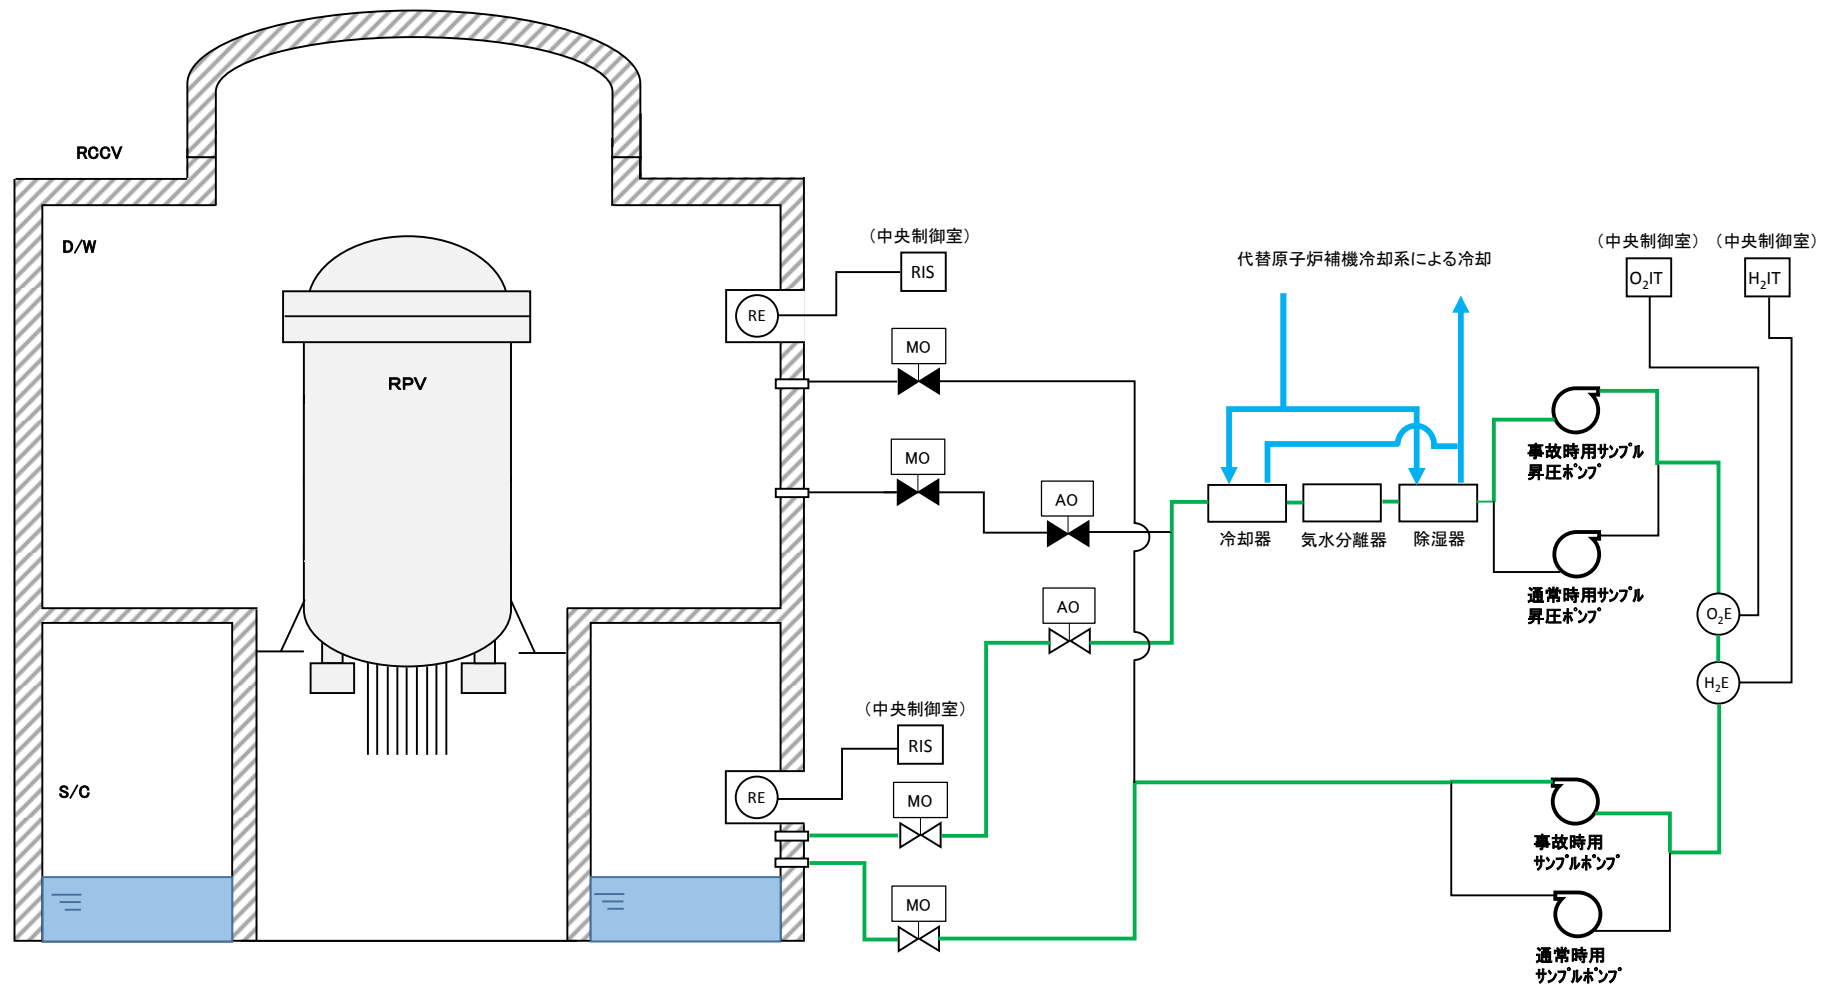 RCCV
D/W
(中央制御室)
RIS
代替原子炉補機冷却系による冷却
(中央制御室)
(中央制御室)
O₂IT
H₂IT
RE
MO
RPV
MO
AO
事故時用ｻﾝﾌﾟﾙ
昇圧ﾎﾟﾝﾌﾟ
冷却器
気水分離器
除湿器
通常時用ｻﾝﾌﾟﾙ
昇圧ﾎﾟﾝﾌﾟ
AO
O₂E
H₂E
(中央制御室)
RIS
S/C
RE
MO
事故時用
ｻﾝﾌﾟﾙﾎﾟﾝﾌﾟ
MO
通常時用
ｻﾝﾌﾟﾙﾎﾟﾝﾌﾟ